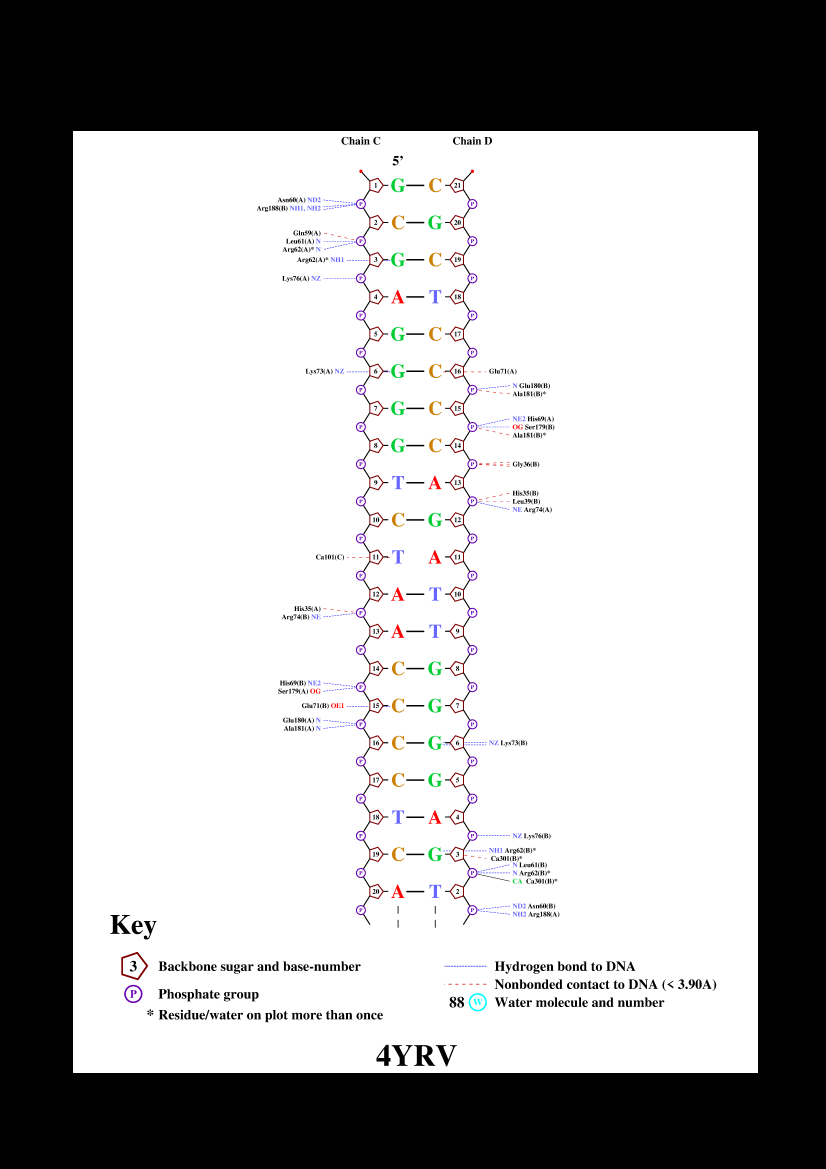 Chain C Chain D
5’
1 G C 21
Asn60(A) ND2 P P
Arg188(B) NH1, NH2
2 C G 20
Gln59(A)
Leu61(A) N P P
Arg62(A)* N
Arg62(A)* NH1 3 G C 19
Lys76(A) NZ P P
4 A T 18
P P
5 G C 17
P P
Lys73(A) NZ 6 G C 16 Glu71(A)
P P N Glu180(B)
Ala181(B)*
7 G C 15
NE2 His69(A)
P P OG Ser179(B)
Ala181(B)*
8 G C 14
P P Gly36(B)
9 T A 13
His35(B)
P P Leu39(B)
NE Arg74(A)
10 C G 12
P P
Ca101(C) 11 T A 11
P P
12 A T 10
His35(A) P P
Arg74(B) NE
13 A T 9
P P
14 C G 8
His69(B) NE2 P P
Ser179(A) OG
Glu71(B) OE1 15 C G 7
Glu180(A) N P P
Ala181(A) N
16 C G 6 NZ Lys73(B)
P P
17 C G 5
P P
18 T A 4
P P NZ Lys76(B)
19 C G 3 NH1 Arg62(B)*
Ca301(B)*
N Leu61(B)
P P N Arg62(B)*
CA Ca301(B)*
20 A T 2
P P ND2 Asn60(B)
NH2 Arg188(A)
Key
3 Backbone sugar and base-number
P Phosphate group
* Residue/water on plot more than once
Hydrogen bond to DNA
Nonbonded contact to DNA (< 3.90A)
88 W Water molecule and number
4YRV